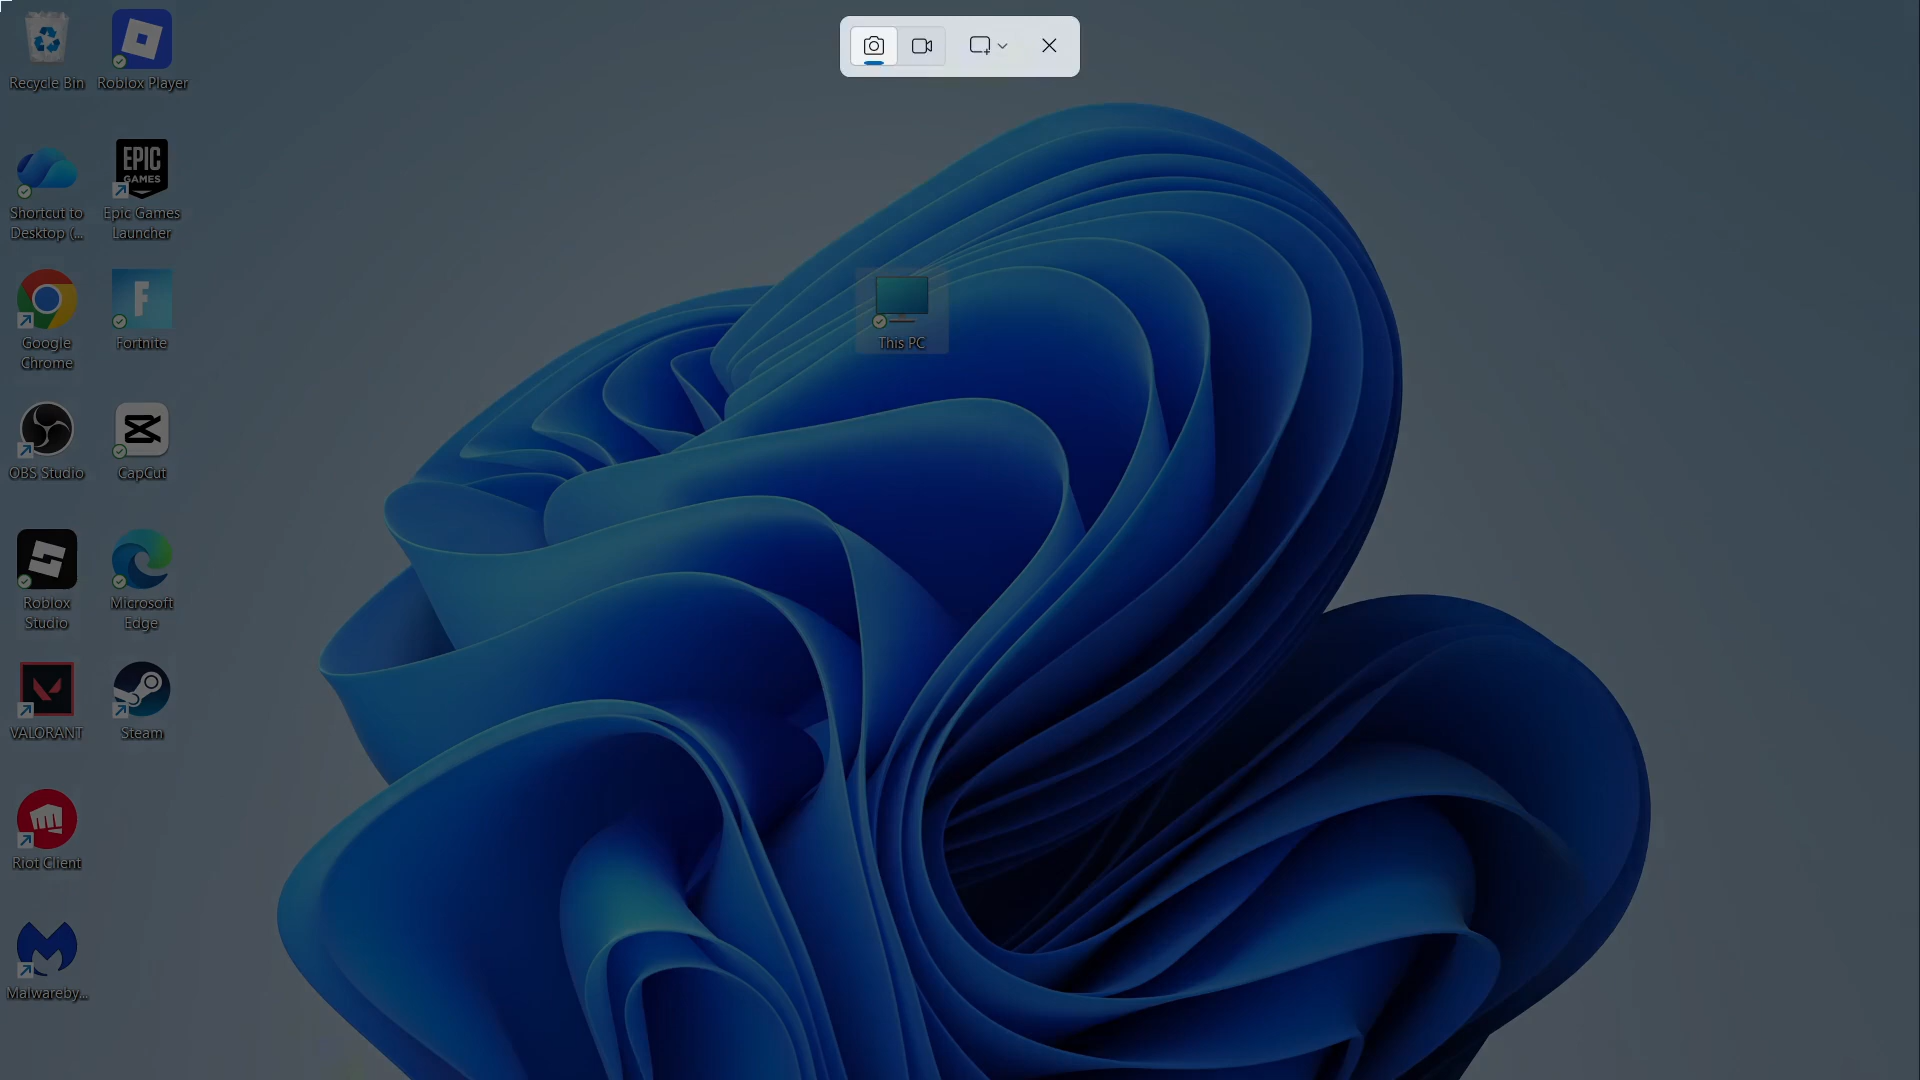 Recycle Bin
Roblox Player
Shortcut to
Desktop (...
EPIC
GAMES
Epic Games
Launcher
Google
Chrome
F
Fortnite
OBS Studio
CapCut
Roblox
Studio
Microsoft
Edge
VALORANT
Steam
Riot Client
Malwareby...
This PC